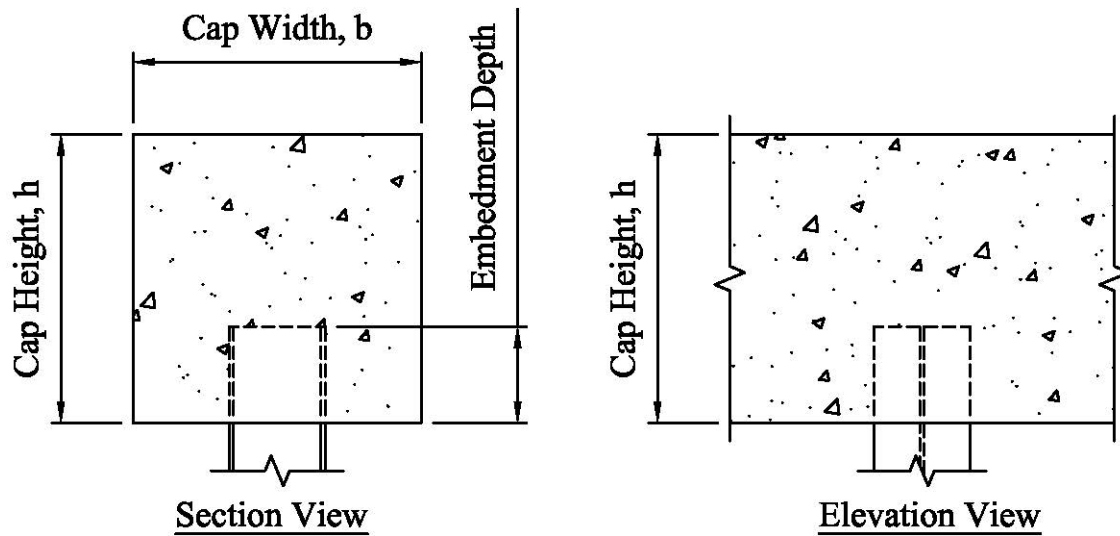 Cap Width, b
Embedment Depth
Cap Height, h
Cap Height, h
Section View
Elevation View